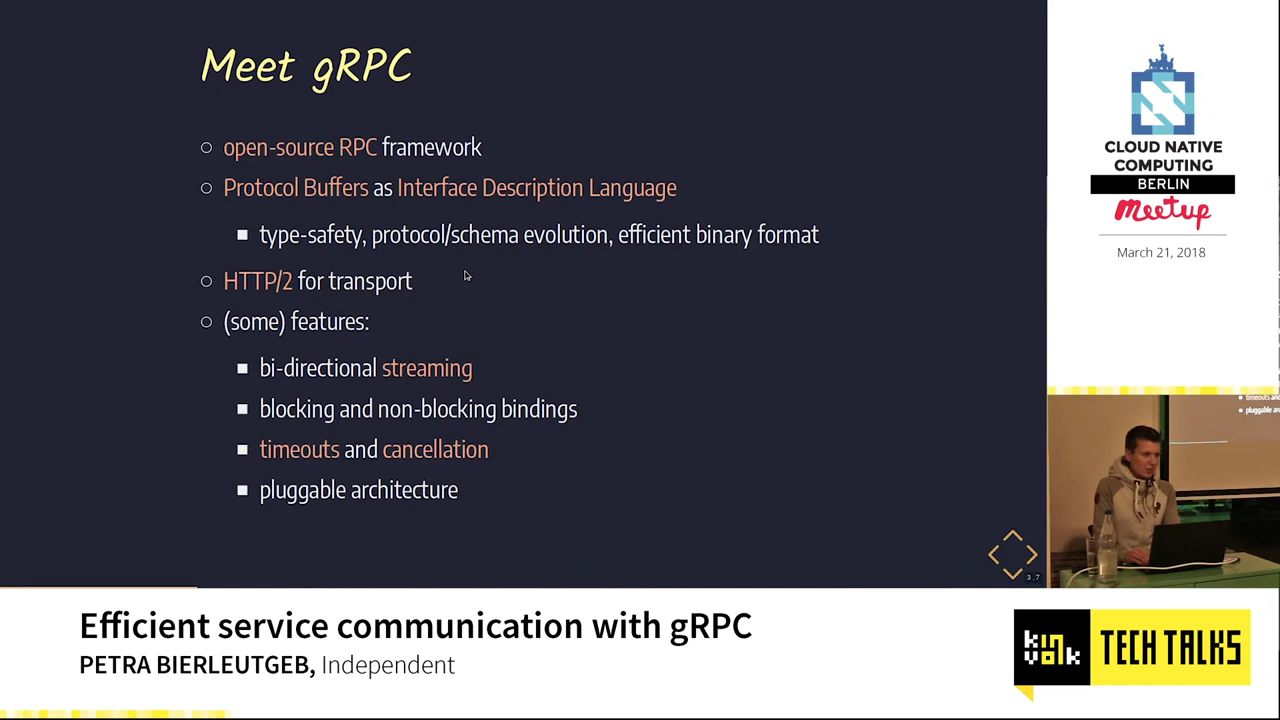 Meet gRPC
open-source RPC framework
Protocol Buffers as Interface Description Language
type-safety, protocol/schema evolution, efficient binary format
HTTP/2 for transport
(some) features:
bi-directional streaming
blocking and non-blocking bindings
timeouts and cancellation
pluggable architecture
3.7
CLOUD NATIVE
COMPUTING
BERLIN
Meetup
March 21, 2018
Efficient service communication with gRPC
PETRA BIERLEUTGEB, Independent
kinvolk
TECH TALKS